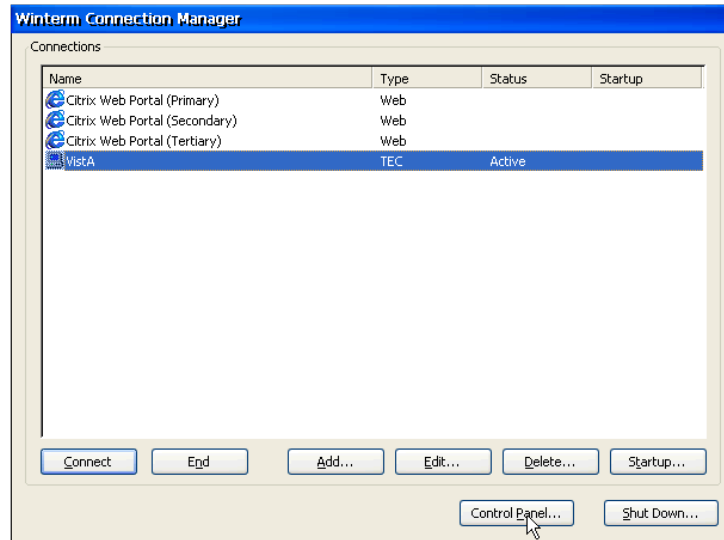 Winterm Connection Manager
Connections
Name Type Status Startup
Citrix Web Portal (Primary) Web
Citrix Web Portal (Secondary) Web
Citrix Web Portal (Tertiary) Web
VistA TEC Active
Connect End Add... Edit... Delete... Startup...
Control Panel... Shut Down...